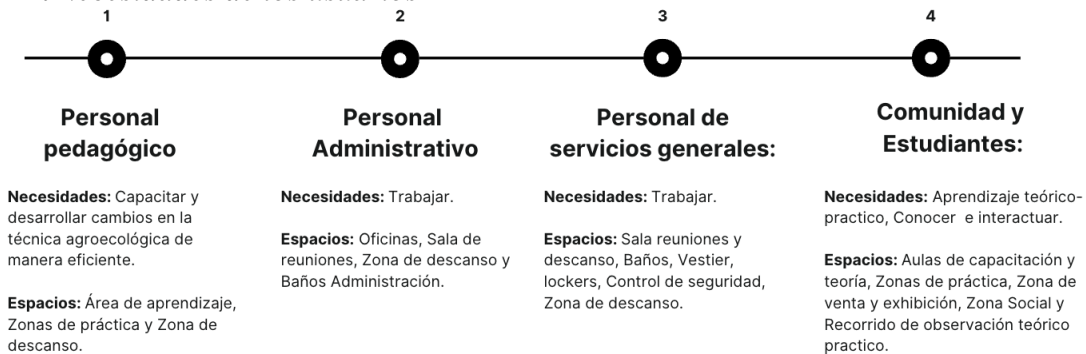 1
2
3
4
Personal
pedagógico
Necesidades: Capacitar y
desarrollar cambios en la
técnica agroecológica de
manera eficiente.
Espacios: Área de aprendizaje,
Zonas de práctica y Zona de
descanso.
Personal
Administrativo
Necesidades: Trabajar.
Espacios: Oficinas, Sala de
reuniones, Zona de descanso y
Baños Administración.
Personal de
servicios generales:
Necesidades: Trabajar.
Espacios: Sala reuniones y
descanso, Baños, Vestier,
lockers, Control de seguridad,
Zona de descanso.
Comunidad y
Estudiantes:
Necesidades: Aprendizaje teórico-
practico, Conocer  e interactuar.
Espacios: Aulas de capacitación y
teoría, Zonas de práctica, Zona de
venta y exhibición, Zona Social y
Recorrido de observación teórico
practico.